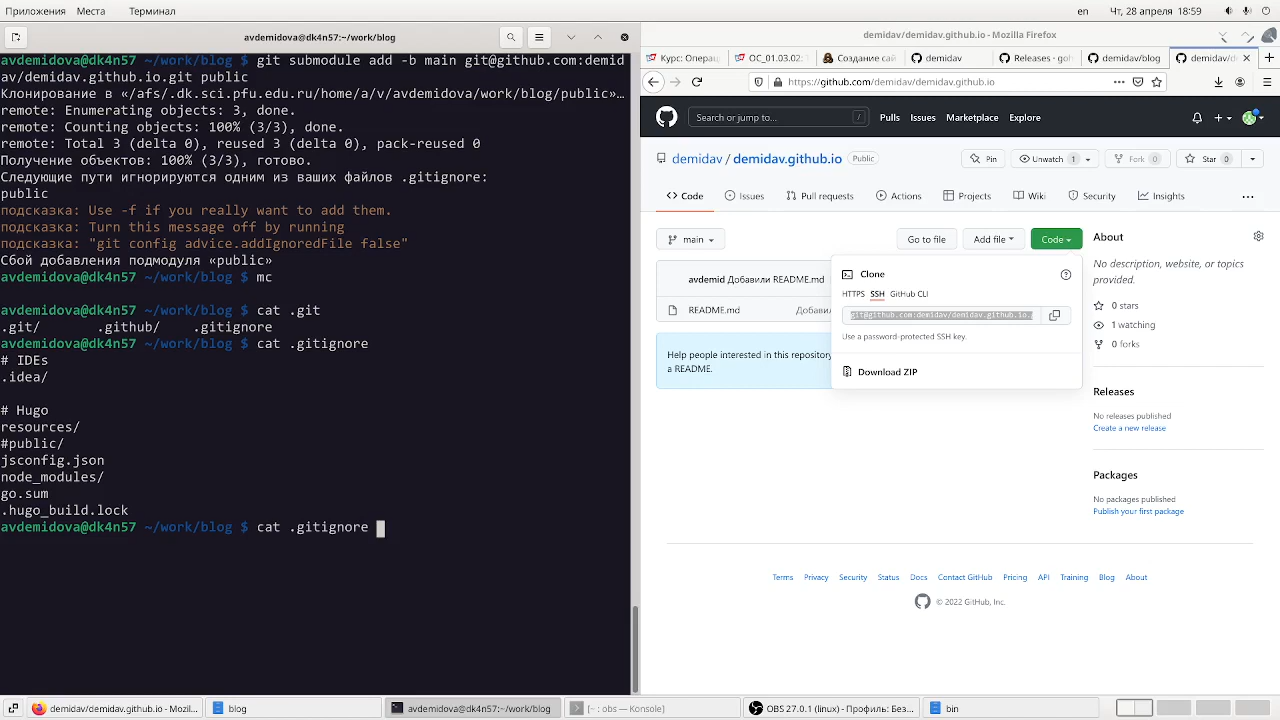 Приложения Места Терминал
en Чт, 28 апреля 18:59
avdemidova@dk4n57:~/work/blog
avdemidova@dk4n57 ~/work/blog $ git submodule add -b main git@github.com:demid
av/demidav.github.io.git public
Клонирование в «/afs/.dk.sci.pfu.edu.ru/home/a/v/avdemidova/work/blog/public»…
remote: Enumerating objects: 3, done.
remote: Counting objects: 100% (3/3), done.
remote: Total 3 (delta 0), reused 3 (delta 0), pack-reused 0
Получение объектов: 100% (3/3), готово.
Следующие пути игнорируются одним из ваших файлов .gitignore:
public
подсказка: Use -f if you really want to add them.
подсказка: Turn this message off by running
подсказка: "git config advice.addIgnoredFile false"
Сбой добавления подмодуля «public»
avdemidova@dk4n57 ~/work/blog $ mc
avdemidova@dk4n57 ~/work/blog $ cat .git
.git/ .github/ .gitignore
avdemidova@dk4n57 ~/work/blog $ cat .gitignore
# IDEs
.idea/
# Hugo
resources/
#public/
jsconfig.json
node_modules/
go.sum
.hugo_build.lock
avdemidova@dk4n57 ~/work/blog $ cat .gitignore
demidav/demidav.github.io - Mozilla Firefox
Курс: Операц
ОС_01.03.02:
Создание сай
demidav/demidav
Releases · goh
demidav/blog
demidav/de
https://github.com/demidav/demidav.github.io
Search or jump to... /
Pulls Issues Marketplace Explore
demidav / demidav.github.io Public
Pin Unwatch 1 Fork 0 Star 0
Code Issues Pull requests Actions Projects Wiki Security Insights
main Go to file Add file Code
avdemid Добавили README.md
README.md Добави
Help people interested in this repository
a README.
Clone
HTTPS SSH GitHub CLI
git@github.com:demidav/demidav.github.io.
Use a password-protected SSH key.
Download ZIP
About
No description, website, or topics
provided.
0 stars
1 watching
0 forks
Releases
No releases published
Create a new release
Packages
No packages published
Publish your first package
Terms Privacy Security Status Docs Contact GitHub Pricing API Training Blog About
© 2022 GitHub, Inc.
demidav/demidav.github.io - Mozil... blog avdemidova@dk4n57:~/work/blog [~ : obs — Konsole] OBS 27.0.1 (linux) - Профиль: Без... bin